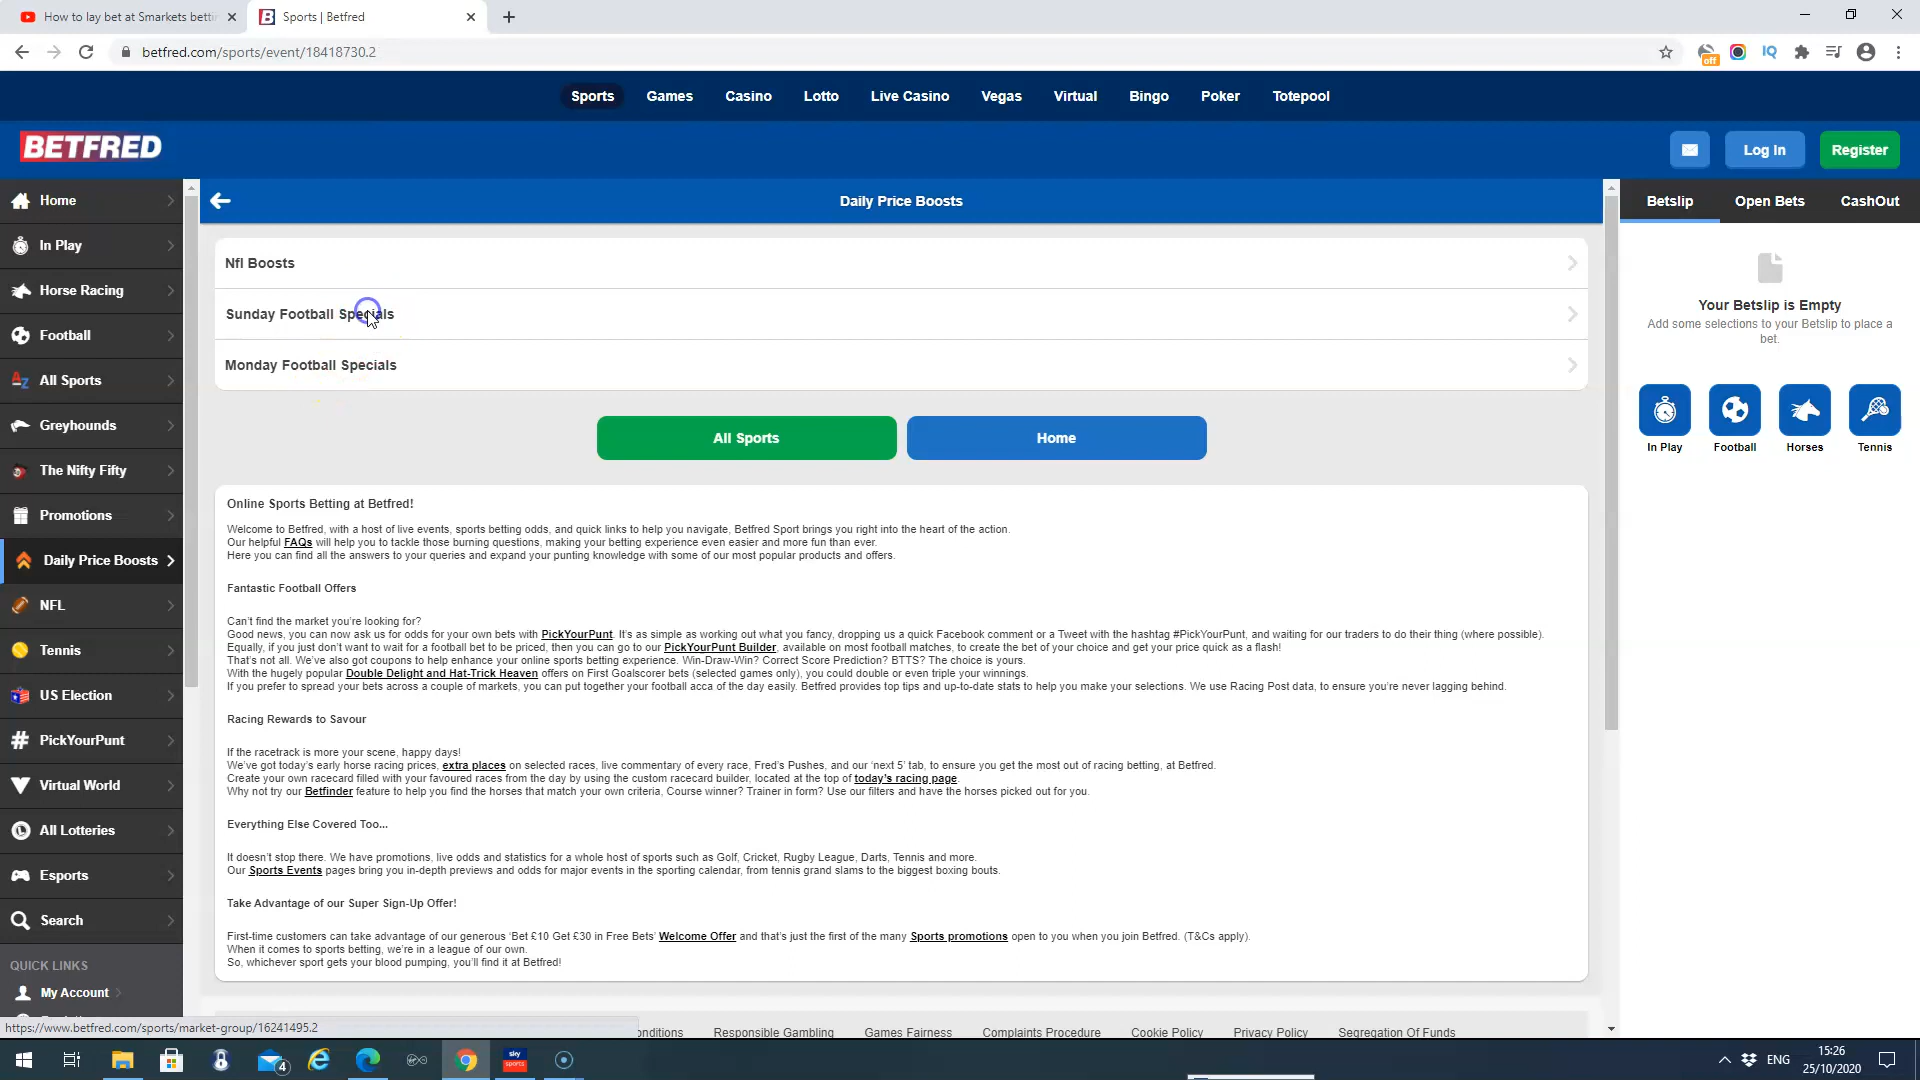 How to lay bet at Smarkets betti
Sports | Betfred
betfred.com/sports/event/18418730.2
off
IQ
Sports Games Casino Lotto Live Casino Vegas Virtual Bingo Poker Totepool
BETFRED
Log In
Register
Home
In Play
Horse Racing
Football
AZ All Sports
Greyhounds
The Nifty Fifty
Promotions
Daily Price Boosts
NFL
Tennis
US Election
# PickYourPunt
Virtual World
All Lotteries
Esports
Search
QUICK LINKS
My Account
Daily Price Boosts
Nfl Boosts
Sunday Football Specials
Monday Football Specials
All Sports
Home
Online Sports Betting at Betfred!
Welcome to Betfred, with a host of live events, sports betting odds, and quick links to help you navigate, Betfred Sport brings you right into the heart of the action.
Our helpful FAQs will help you to tackle those burning questions, making your betting experience even easier and more fun than ever.
Here you can find all the answers to your queries and expand your punting knowledge with some of our most popular products and offers.
Fantastic Football Offers
Can't find the market you're looking for?
Good news, you can now ask us for odds for your own bets with PickYourPunt. It's as simple as working out what you fancy, dropping us a quick Facebook comment or a Tweet with the hashtag #PickYourPunt, and waiting for our traders to do their thing (where possible).
Equally, if you just don't want to wait for a football bet to be priced, then you can go to our PickYourPunt Builder, available on most football matches, to create the bet of your choice and get your price quick as a flash!
That's not all. We've also got coupons to help enhance your online sports betting experience. Win-Draw-Win? Correct Score Prediction? BTTS? The choice is yours.
With the hugely popular Double Delight and Hat-Trick Heaven offers on First Goalscorer bets (selected games only), you could double or even triple your winnings.
If you prefer to spread your bets across a couple of markets, you can put together your football acca of the day easily. Betfred provides top tips and up-to-date stats to help you make your selections. We use Racing Post data, to ensure you're never lagging behind.
Racing Rewards to Savour
If the racetrack is more your scene, happy days!
We've got today's early horse racing prices, extra places on selected races, live commentary of every race, Fred's Pushes, and our 'next 5' tab, to ensure you get the most out of racing betting, at Betfred.
Create your own racecard filled with your favoured races from the day by using the custom racecard builder, located at the top of today's racing page.
Why not try our Betfinder feature to help you find the horses that match your own criteria, Course winner? Trainer in form? Use our filters and have the horses picked out for you.
Everything Else Covered Too...
It doesn't stop there. We have promotions, live odds and statistics for a whole host of sports such as Golf, Cricket, Rugby League, Darts, Tennis and more.
Our Sports Events pages bring you in-depth previews and odds for major events in the sporting calendar, from tennis grand slams to the biggest boxing bouts.
Take Advantage of our Super Sign-Up Offer!
First-time customers can take advantage of our generous 'Bet £10 Get £30 in Free Bets' Welcome Offer and that's just the first of the many Sports promotions open to you when you join Betfred. (T&Cs apply).
When it comes to sports betting, we're in a league of our own.
So, whichever sport gets your blood pumping, you'll find it at Betfred!
Betslip Open Bets CashOut
Your Betslip is Empty
Add some selections to your Betslip to place a
bet.
In Play Football Horses Tennis
https://www.betfred.com/sports/market-group/16241495.2
onditions Responsible Gambling Games Fairness Complaints Procedure Cookie Policy Privacy Policy Segregation Of Funds
4
sky
sports
ENG
15:26
25/10/2020